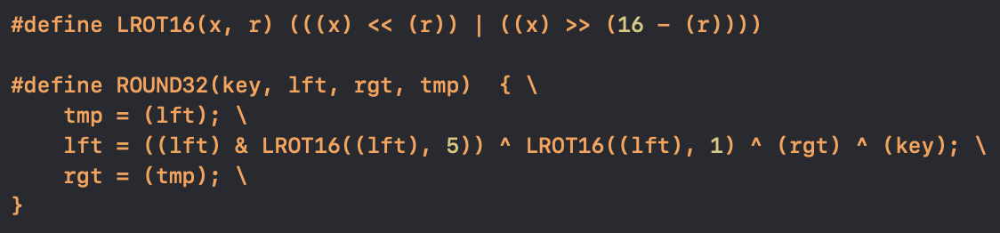 #define LROT16(x, r) (((x) << (r)) | ((x) >> (16 - (r))))

#define ROUND32(key, lft, rgt, tmp)  { \
    tmp = (lft); \
    lft = ((lft) & LROT16((lft), 5)) ^ LROT16((lft), 1) ^ (rgt) ^ (key); \
    rgt = (tmp); \
}